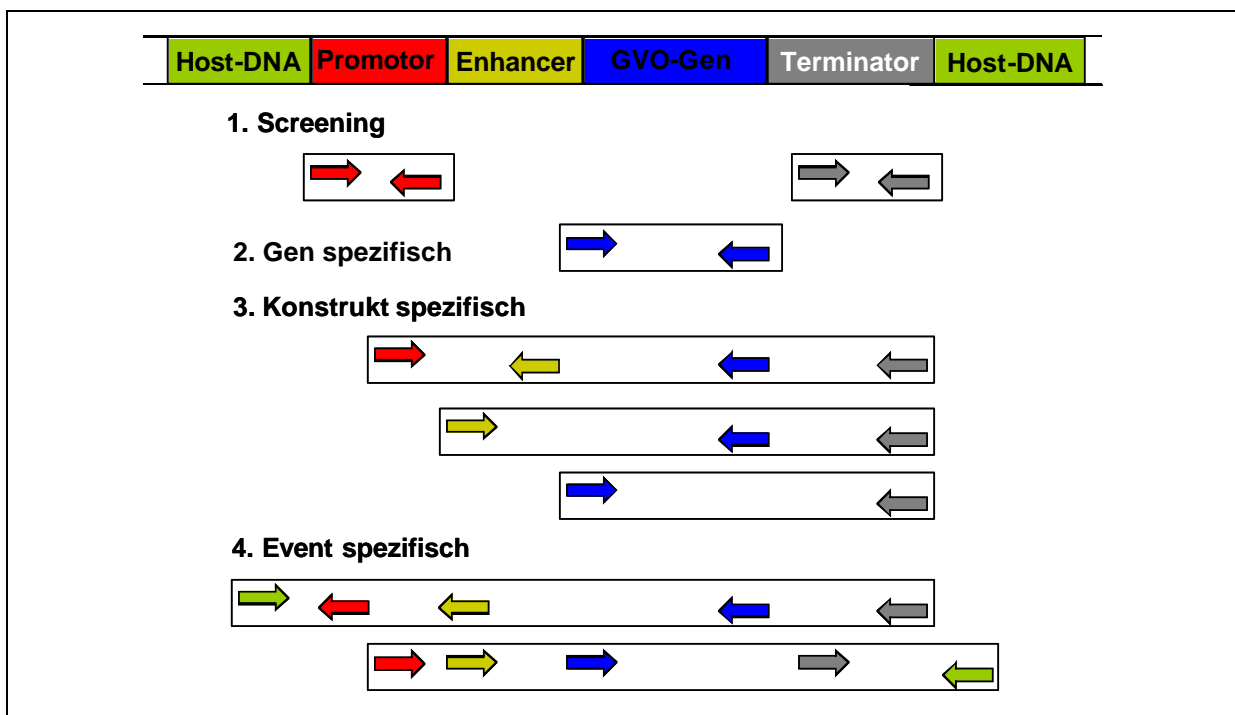 Host-DNA Promotor Enhancer GVO-Gen Terminator Host-DNA
1. Screening
2. Gen spezifisch
3. Konstrukt spezifisch
4. Event spezifisch